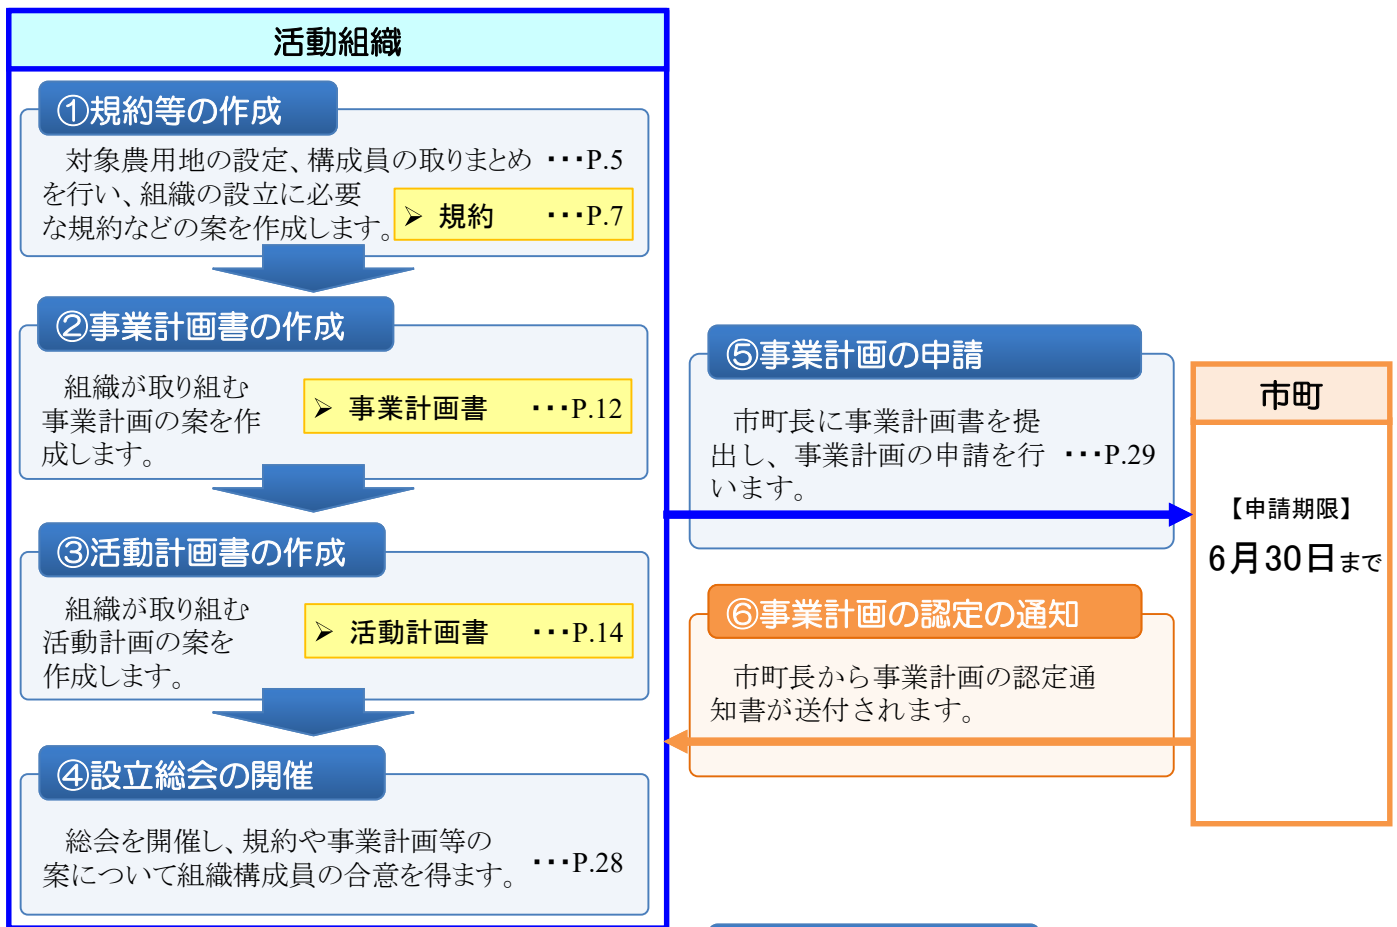 活動組織
①規約等の作成
対象農用地の設定、構成員の取りまとめ ・・・P.5
を行い、組織の設立に必要
な規約などの案を作成します。
➢ 規約 ・・・P.7
②事業計画書の作成
組織が取り組む
事業計画の案を作
成します。
➢ 事業計画書 ・・・P.12
③活動計画書の作成
組織が取り組む
活動計画の案を
作成します。
➢ 活動計画書 ・・・P.14
④設立総会の開催
総会を開催し、規約や事業計画等の
案について組織構成員の合意を得ます。 ・・・P.28
⑤事業計画の申請
市町長に事業計画書を提
出し、事業計画の申請を行 ・・・P.29
います。
⑥事業計画の認定の通知
市町長から事業計画の認定通
知書が送付されます。
市町
【申請期限】
6月30日まで